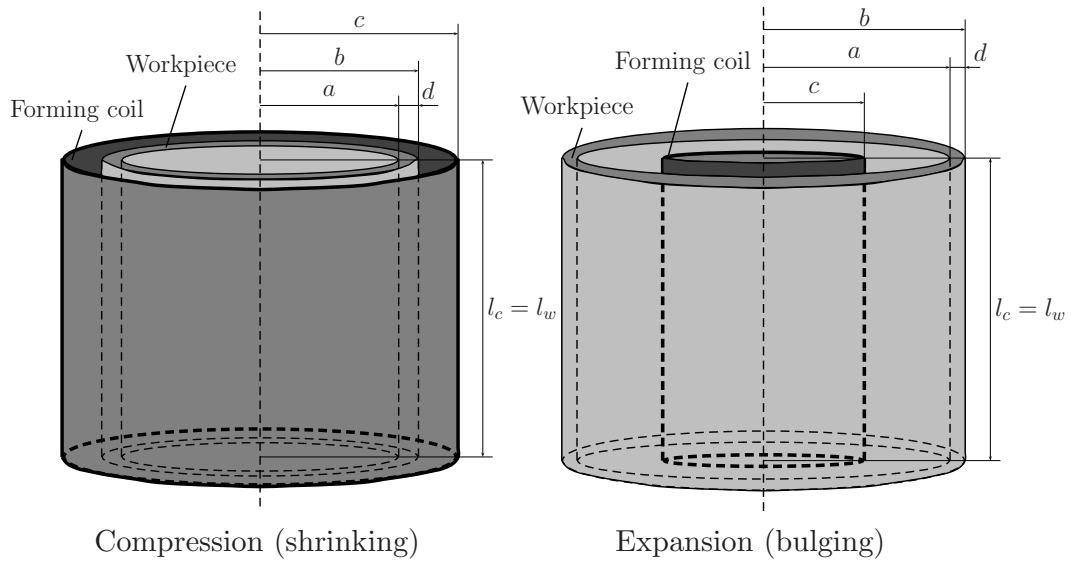 c
Workpiece
b
Forming coil
a
d
l_c = l_w
Compression (shrinking)
b
Forming coil
a
d
Workpiece
c
l_c = l_w
Expansion (bulging)